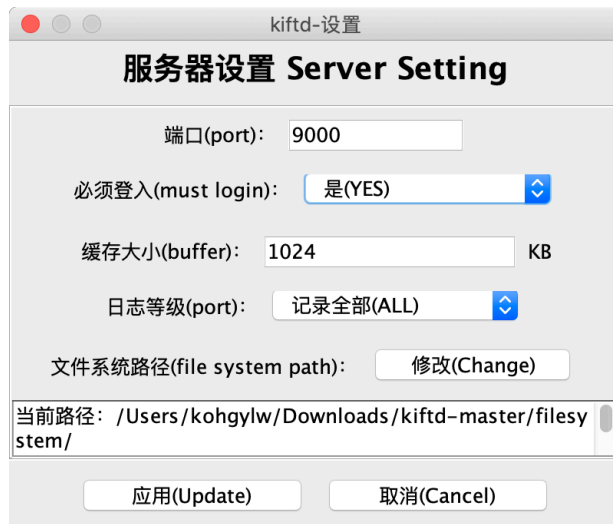 kiftd-设置
服务器设置 Server Setting
端口(port): 9000
必须登入(must login): 是(YES)
缓存大小(buffer): 1024 KB
日志等级(port): 记录全部(ALL)
文件系统路径(file system path): 修改(Change)
当前路径: /Users/kohgylw/Downloads/kiftd-master/filesy
stem/
应用(Update) 取消(Cancel)